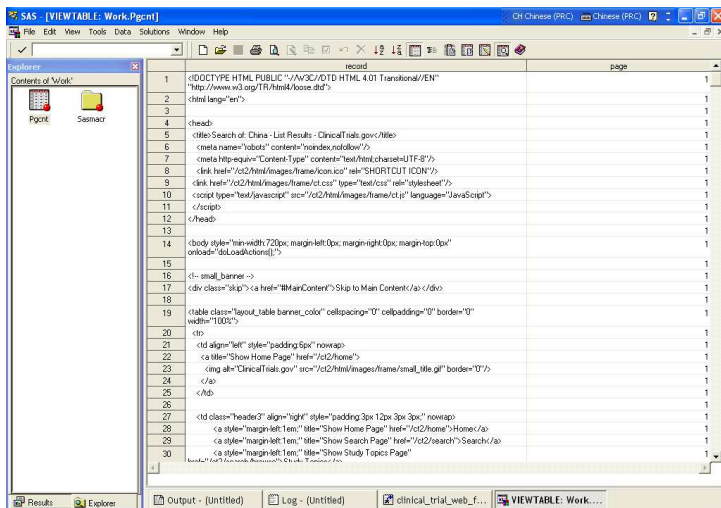 SAS - [VIEWTABLE: Work.Pgcnt]
CH Chinese (PRC) Chinese (PRC)
File Edit View Tools Data Solutions Window Help
Explorer
Contents of 'Work'
Pgcnt Sasmacr
record page
1 <!DOCTYPE HTML PUBLIC "-//W3C//DTD HTML 4.01 Transitional//EN" 1
"http://www.w3.org/TR/html4/loose.dtd">
2 <html lang="en"> 1
3 1
4 <head> 1
5 <title>Search of: China - List Results - ClinicalTrials.gov</title> 1
6 <meta name="robots" content="noindex,nofollow"/> 1
7 <meta http-equiv="Content-Type" content="text/html;charset=UTF-8"/> 1
8 <link href="/ct2/html/images/frame/icon.ico" rel="SHORTCUT ICON"/> 1
9 <link href="/ct2/html/images/frame/ct.css" type="text/css" rel="stylesheet"/> 1
10 <script type="text/javascript" src="/ct2/html/images/frame/ct.js" language="JavaScript"> 1
11 </script> 1
12 </head> 1
13 1
14 <body style="min-width:720px; margin-left:0px; margin-right:0px; margin-top:0px" 1
onload="doLoadActions();">
15 1
16 <!-- small_banner --> 1
17 <div class="skip"><a href="#MainContent">Skip to Main Content</a></div> 1
18 1
19 <table class="layout_table banner_color" cellspacing="0" cellpadding="0" border="0" 1
width="100%">
20 <tr> 1
21 <td align="left" style="padding:6px" nowrap> 1
22 <a title="Show Home Page" href="/ct2/home"> 1
23 <img alt="ClinicalTrials.gov" src="/ct2/html/images/frame/small_title.gif" border="0"/> 1
24 </a> 1
25 </td> 1
26 1
27 <td class="header3" align="right" style="padding:3px 12px 3px 3px;" nowrap> 1
28 <a style="margin-left:1em;" title="Show Home Page" href="/ct2/home">Home</a> 1
29 <a style="margin-left:1em;" title="Show Search Page" href="/ct2/search">Search</a> 1
30 <a style="margin-left:1em;" title="Show Study Topics Page" 1
href="/ct2/search/browse">Study Topics</a>
Results Explorer Output - (Untitled) Log - (Untitled) clinical_trial_web_f... VIEWTABLE: Work....